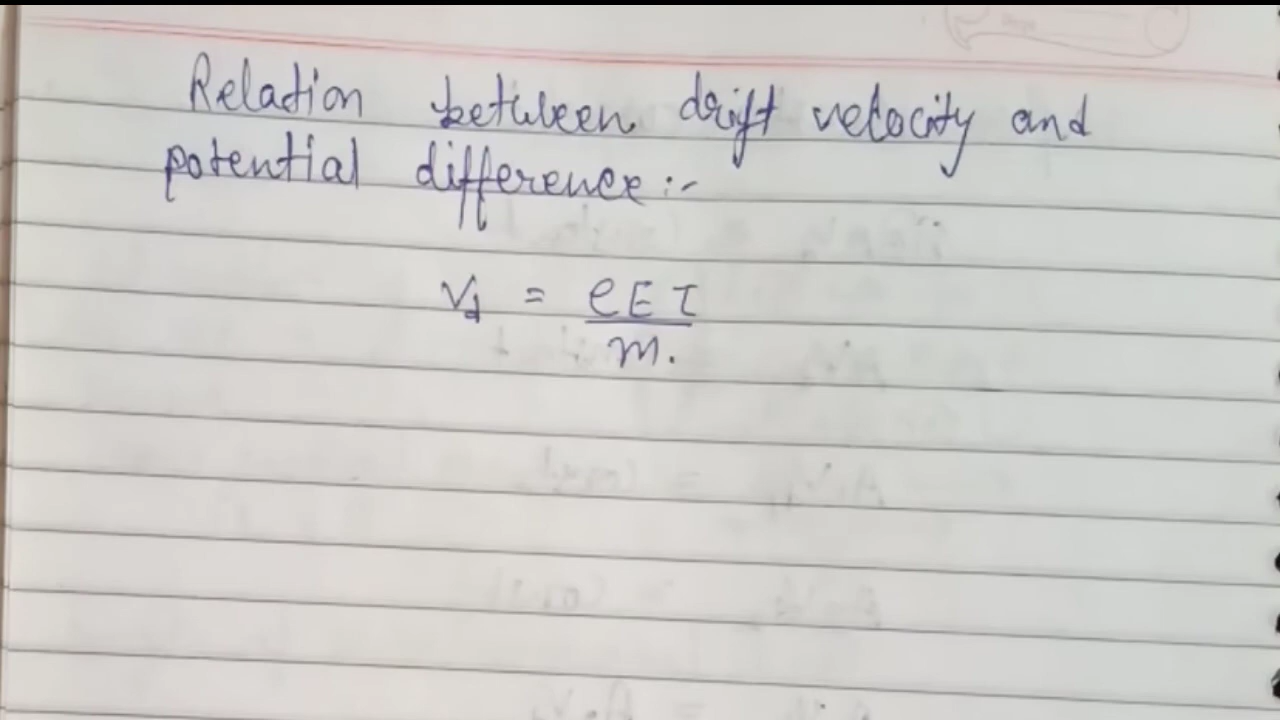 Relation between drift velocity and
potential difference :-
Vd = eEτ
m.